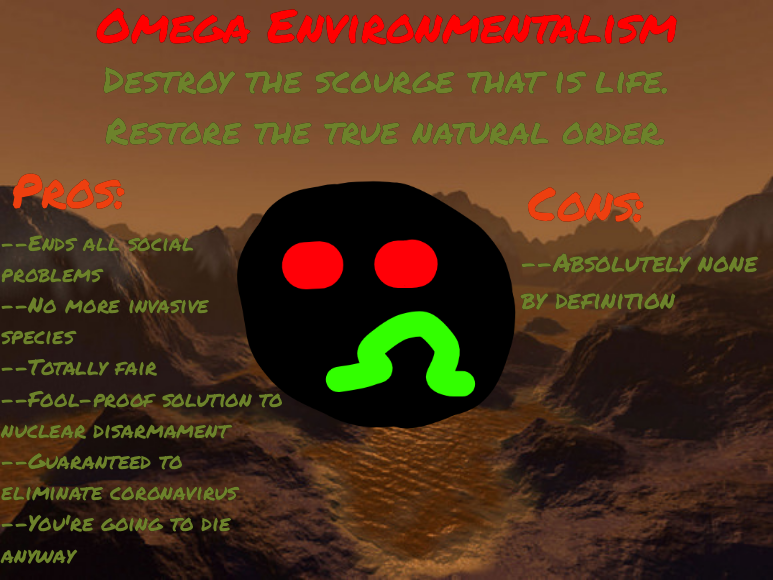 Omega Environmentalism
Destroy the scourge that is life.
Restore the true natural order.
Pros:
--Ends all social
problems
--No more invasive
species
--Totally fair
--Fool-proof solution to
nuclear disarmament
--Guaranteed to
eliminate coronavirus
--You're going to die
anyway
Cons:
--Absolutely none
by definition